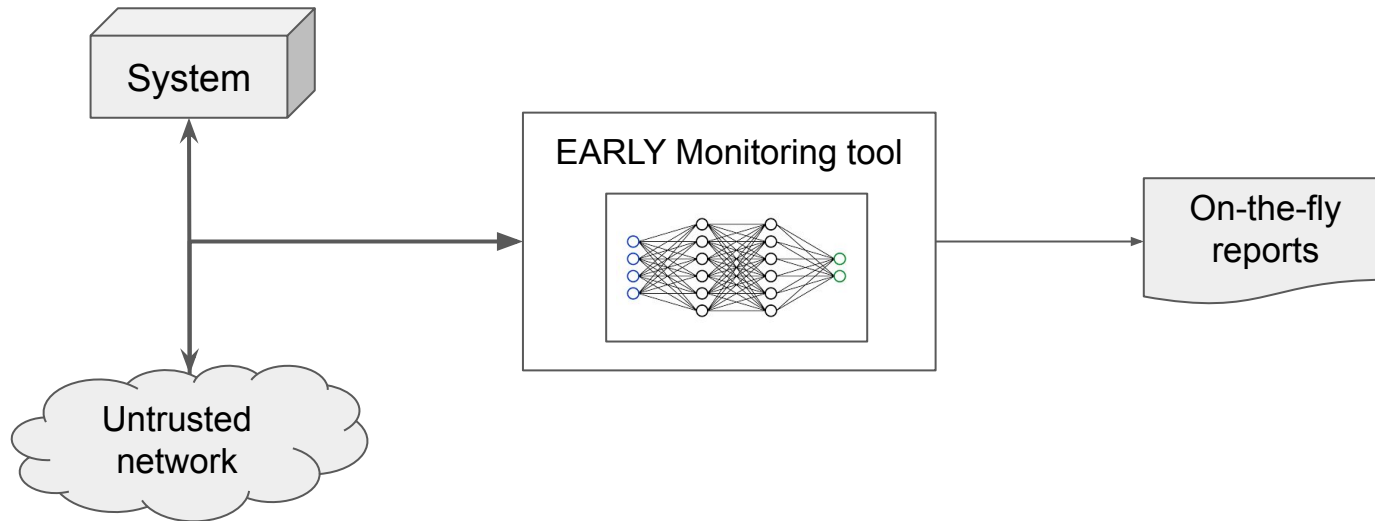 System
EARLY Monitoring tool
On-the-fly
reports
Untrusted
network